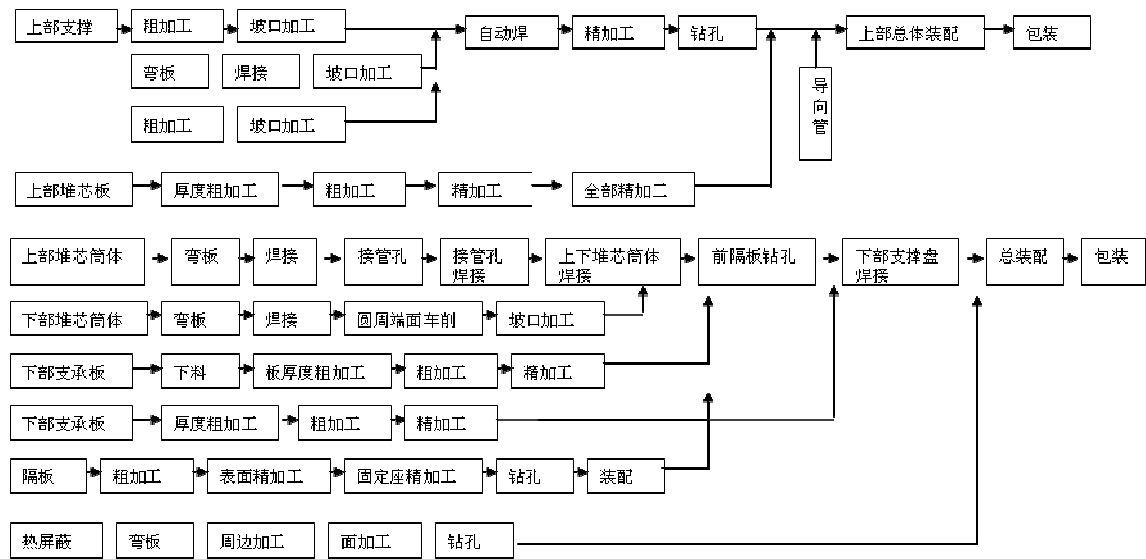 上部支撑 粗加工 坡口加工 自动焊 精加工 钻孔 上部总体装配 包装
弯板 焊接 坡口加工
导向管
粗加工 坡口加工
上部堆芯板 厚度粗加工 粗加工 精加工 全部精加工
上部堆芯筒体 弯板 焊接 接管孔 接管孔 上下堆芯筒体 前隔板钻孔 下部支撑盘 总装配 包装
焊接 焊接 焊接
下部堆芯筒体 弯板 焊接 圆周端面车削 坡口加工
下部支承板 下料 板厚度粗加工 粗加工 精加工
下部支承板 厚度粗加工 粗加工 精加工
隔板 粗加工 表面精加工 固定座精加工 钻孔 装配
热屏蔽 弯板 周边加工 面加工 钻孔